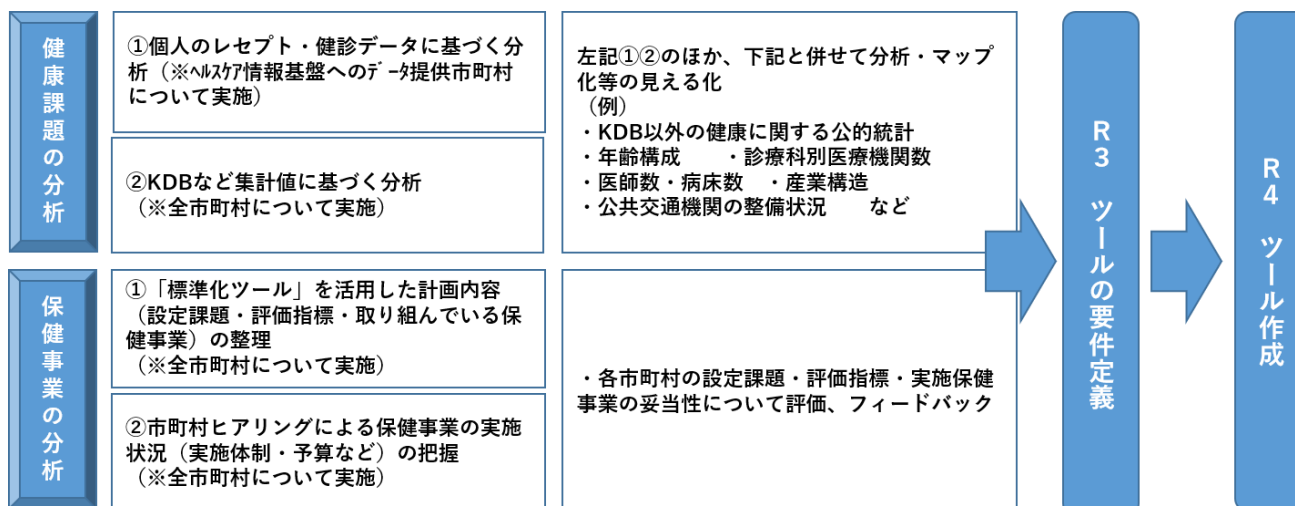 健康課題の分析
①個人のレセプト・健診データに基づく分
析（※ﾍﾙｽｹｱ情報基盤へのﾃﾞｰﾀ提供市町村
について実施）
②KDBなど集計値に基づく分析
（※全市町村について実施）
左記①②のほか、下記と併せて分析・マップ
化等の見える化
（例）
・KDB以外の健康に関する公的統計
・年齢構成　　・診療科別医療機関数
・医師数・病床数　・産業構造
・公共交通機関の整備状況　　など
保健事業の分析
①「標準化ツール」を活用した計画内容
（設定課題・評価指標・取り組んでいる保
健事業）の整理
（※全市町村について実施）
②市町村ヒアリングによる保健事業の実施
状況（実施体制・予算など）の把握
（※全市町村について実施）
・各市町村の設定課題・評価指標・実施保健
事業の妥当性について評価、フィードバック
R3　ツールの要件定義
R4　ツール作成